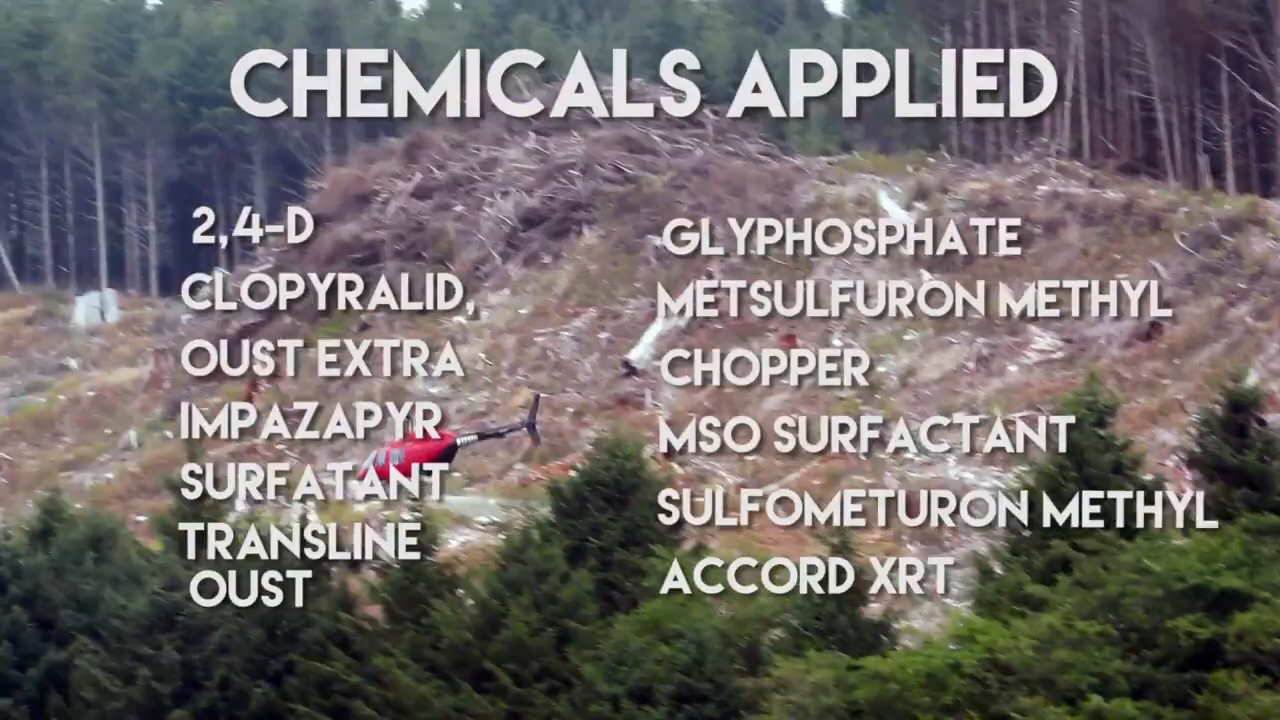 CHEMICALS APPLIED
2,4-D
CLOPYRALID,
OUST EXTRA
IMPAZAPYR
SURFATANT
TRANSLINE
OUST
GLYPHOSPHATE
METSULFURON METHYL
CHOPPER
MSO SURFACTANT
SULFOMETURON METHYL
ACCORD XRT